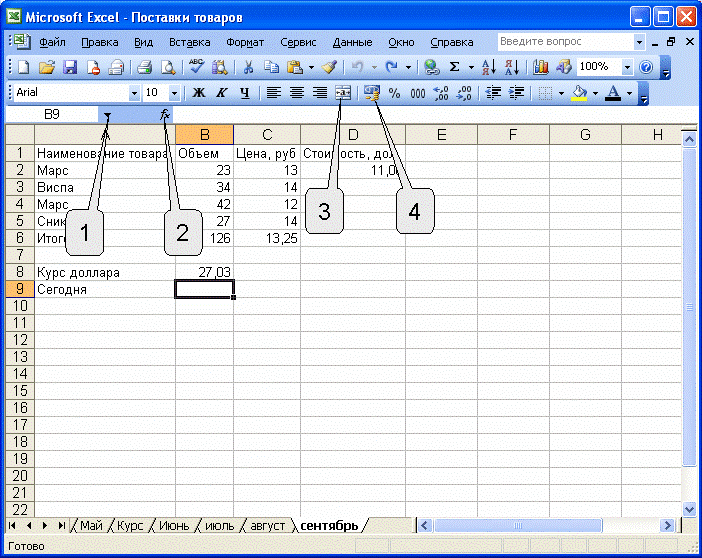 Microsoft Excel - Поставки товаров
Файл Правка Вид Вставка Формат Сервис Данные Окно Справка Введите вопрос
100%
Arial 10 Ж К Ч % 000
B9 fx
A B C D E F G H
1 Наименование товара Объем Цена, руб Стоимость, дол
2 Марс 23 13 11,0
3 Виспа 34 14
4 Марс 42 12
5 Сник 27 14
6 Итого 126 13,25
7
8 Курс доллара 27,03
9 Сегодня
10
11
12
13
14
15
16
17
18
19
20
21
22
1 2 3 4
Май Курс Июнь июль август сентябрь
Готово